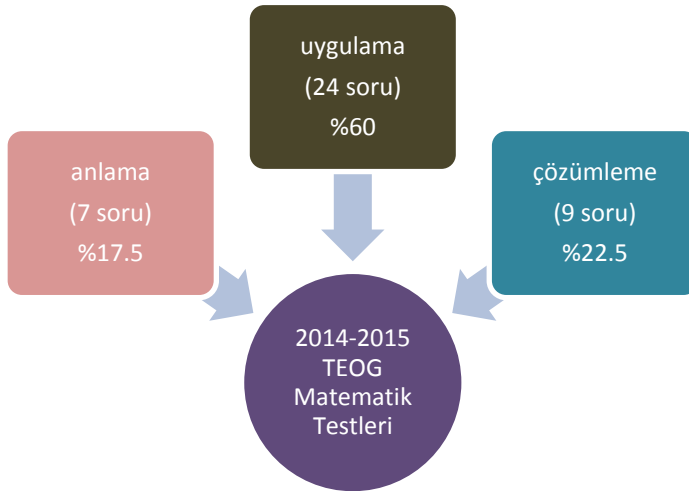 uygulama
(24 soru)
%60
anlama
(7 soru)
%17.5
çözümleme
(9 soru)
%22.5
2014-2015
TEOG
Matematik
Testleri